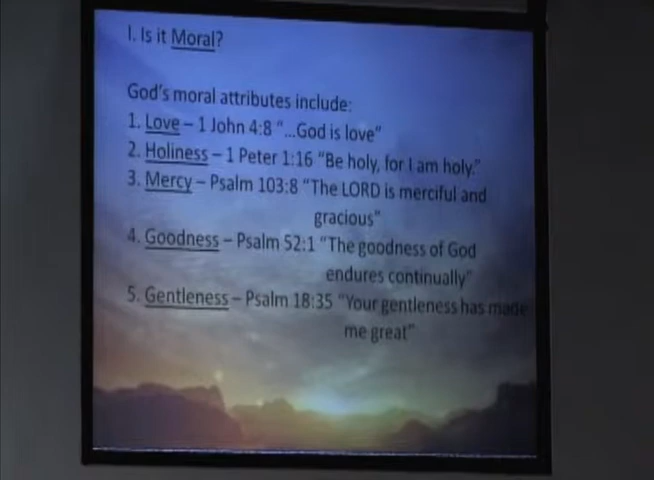 I. Is it Moral?
God's moral attributes include:
1. Love – 1 John 4:8 "...God is love"
2. Holiness – 1 Peter 1:16 "Be holy, for I am holy."
3. Mercy – Psalm 103:8 "The LORD is merciful and
gracious"
4. Goodness – Psalm 52:1 "The goodness of God
endures continually"
5. Gentleness – Psalm 18:35 "Your gentleness has made
me great"